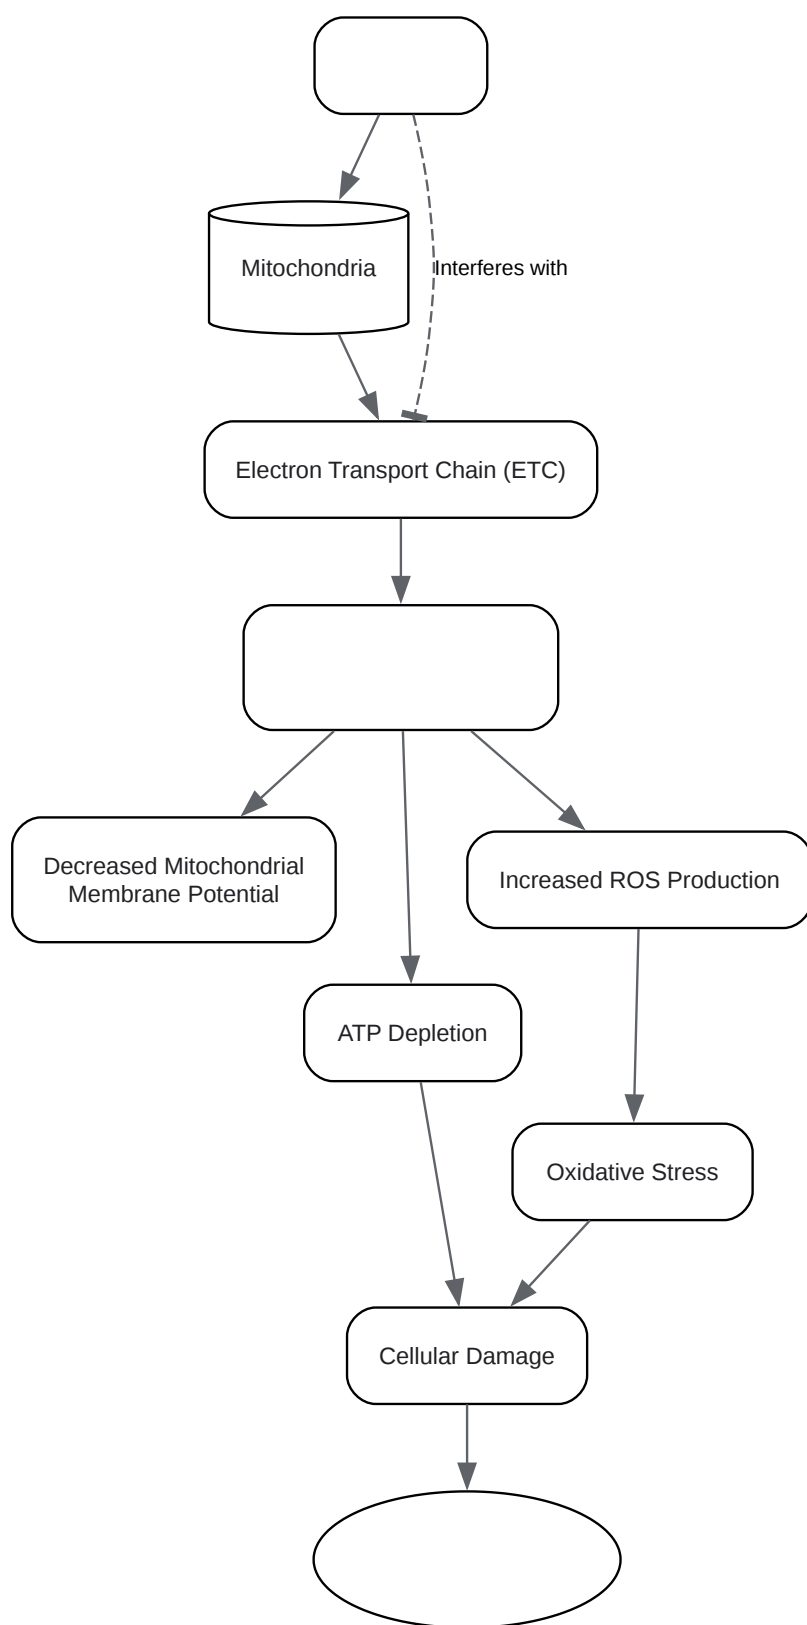 Mitochondria
Interferes with
Electron Transport Chain (ETC)
Decreased Mitochondrial
Membrane Potential
Increased ROS Production
ATP Depletion
Oxidative Stress
Cellular Damage